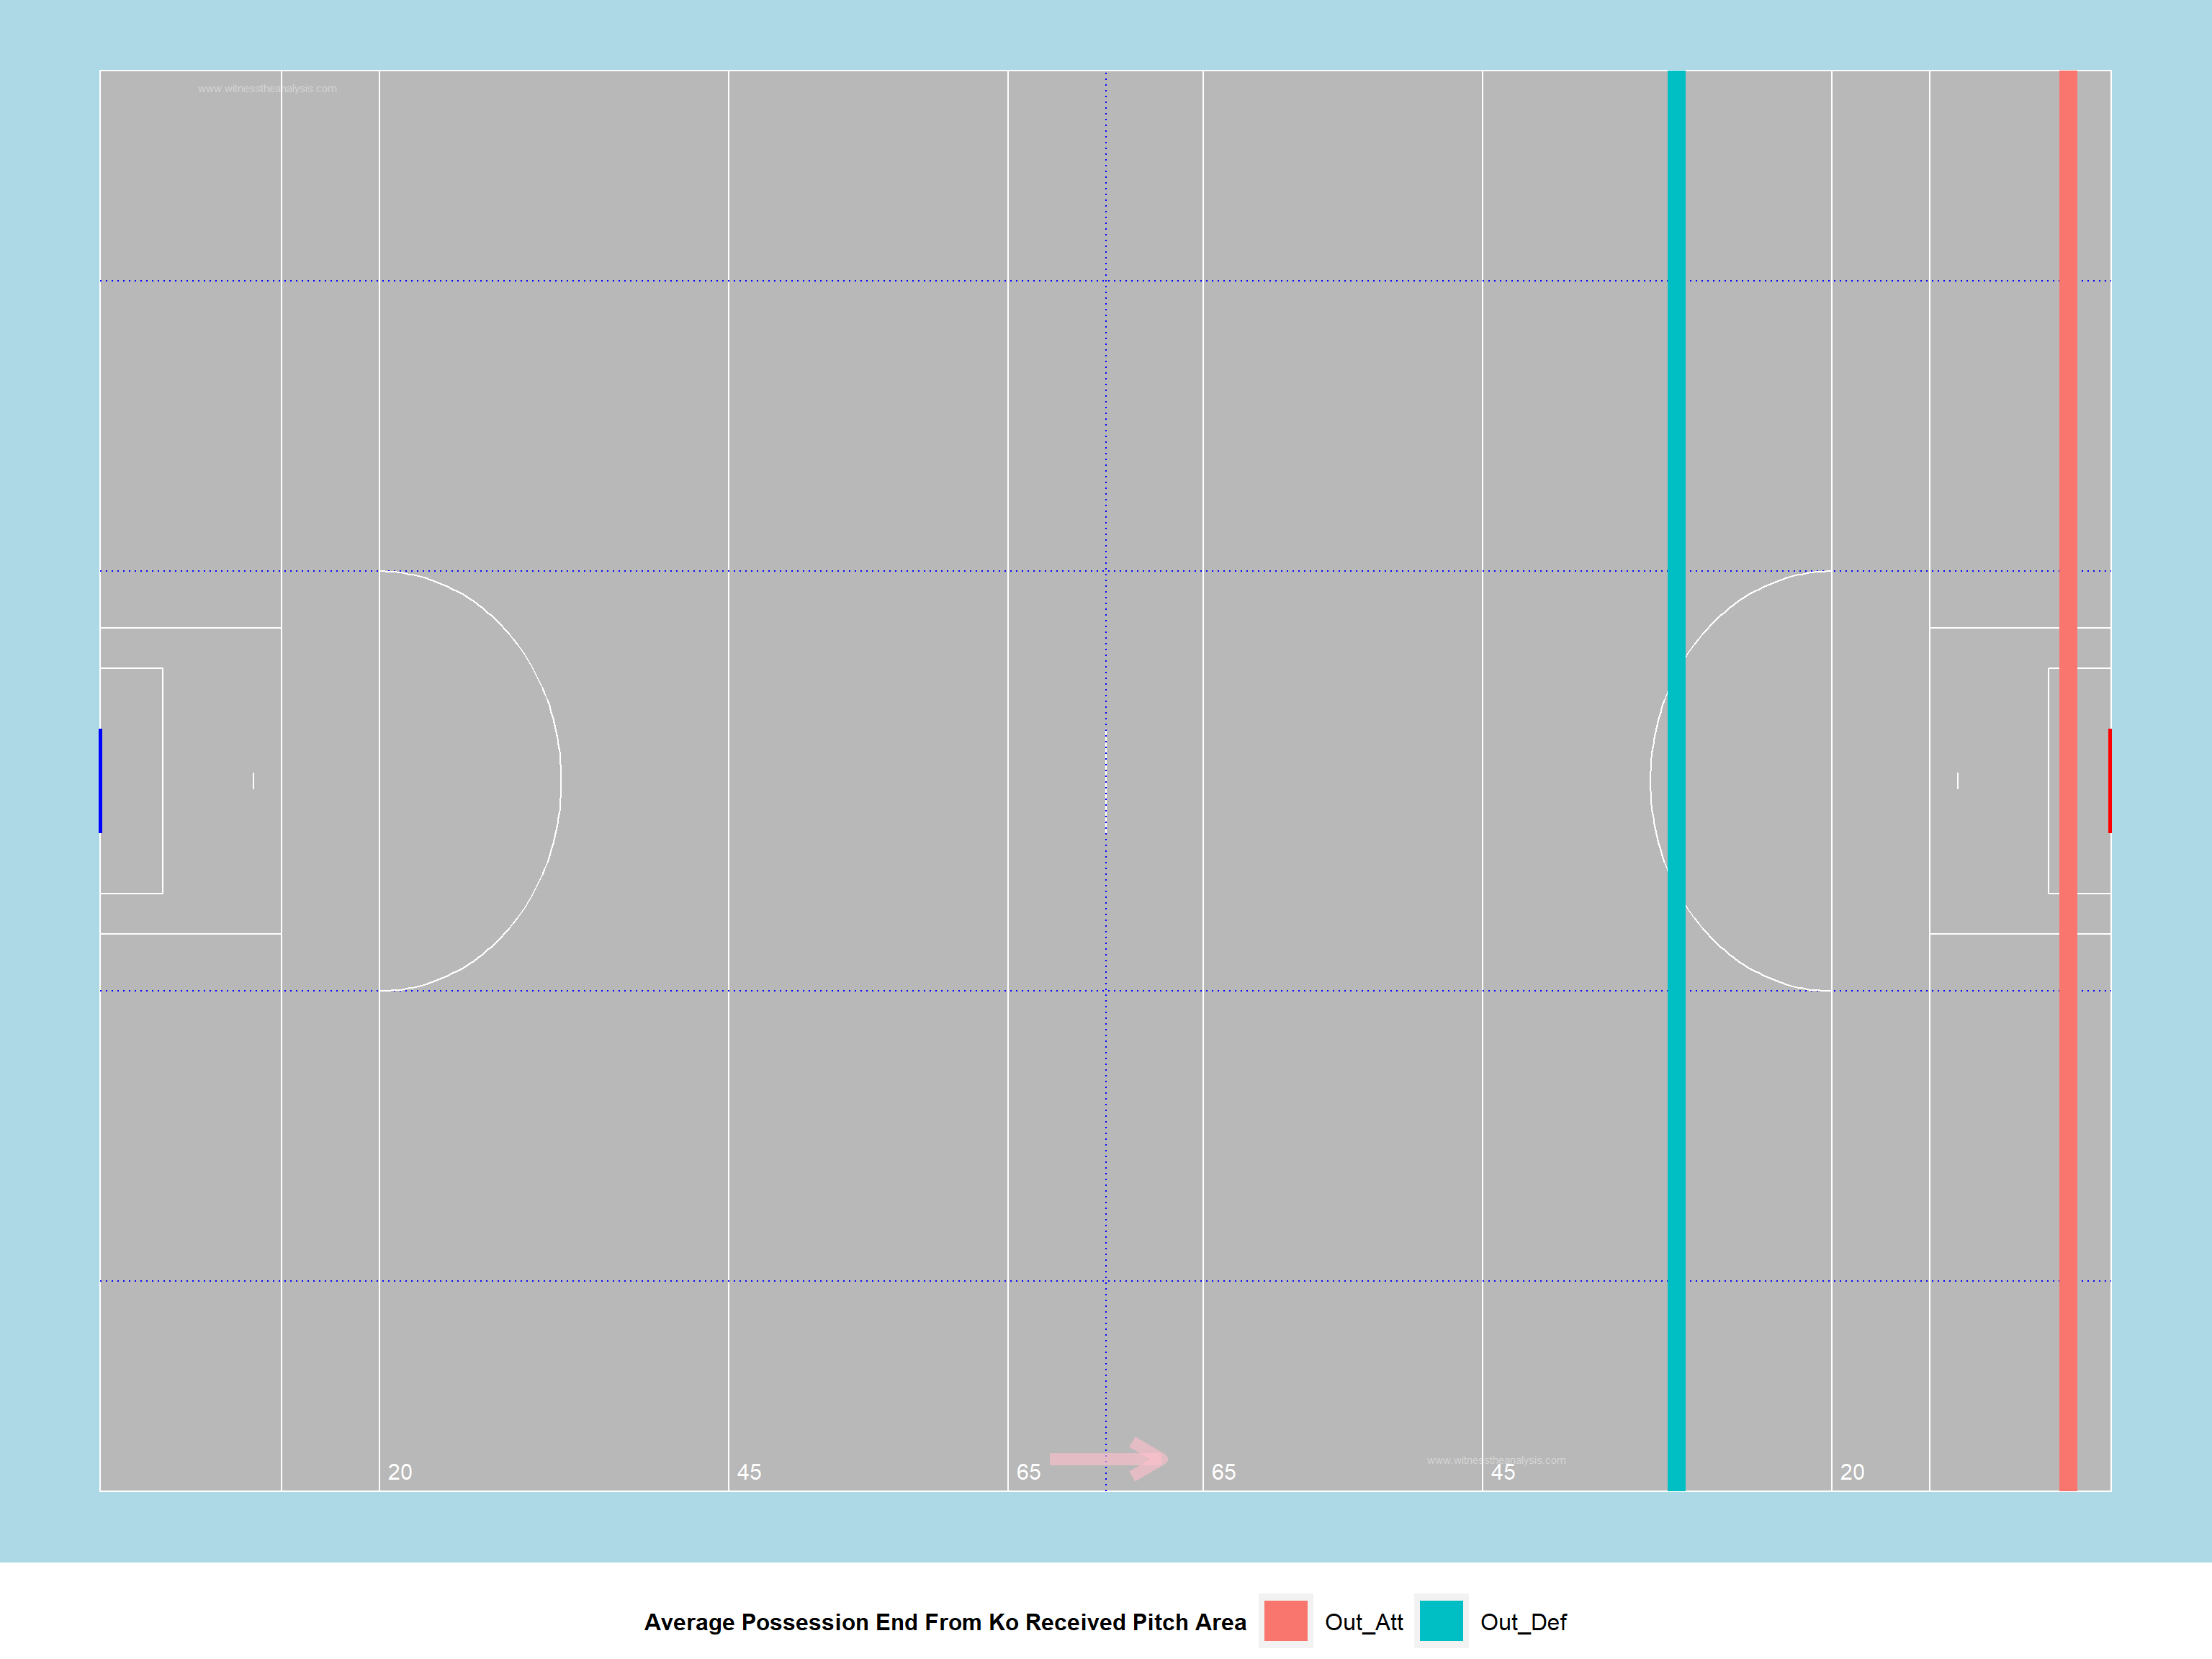 www.witnesstheanalysis.com
20
45
65
65
www.witnesstheanalysis.com
45
20
Average Possession End From Ko Received Pitch Area
Out_Att
Out_Def